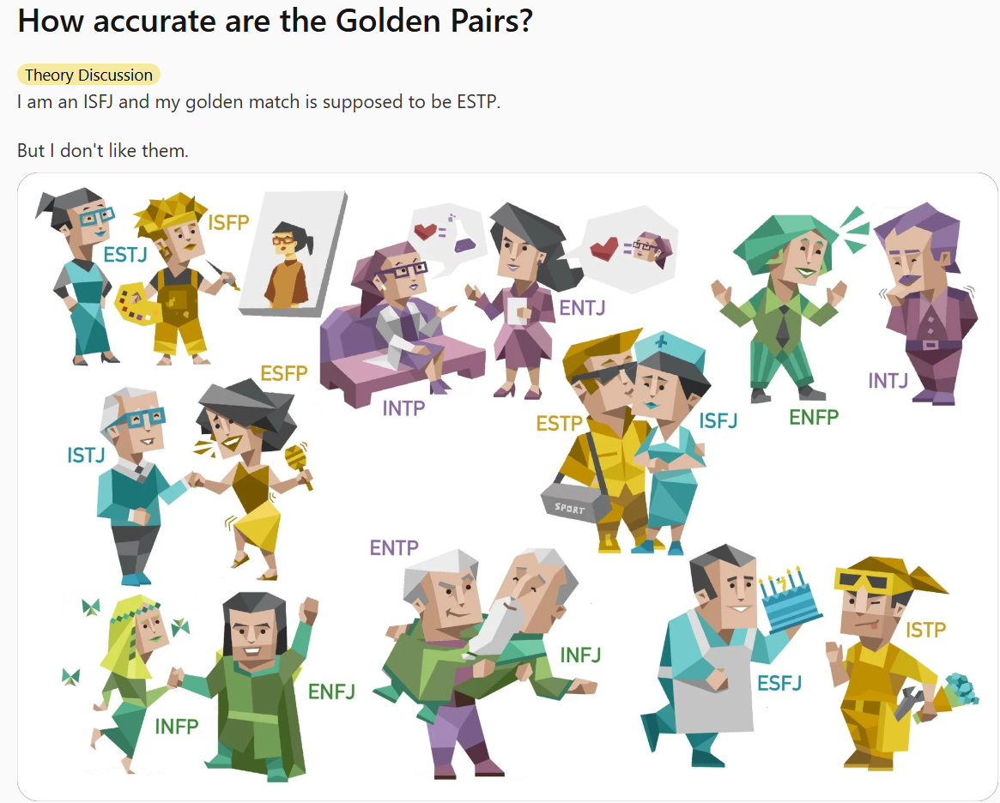 How accurate are the Golden Pairs?
Theory Discussion
I am an ISFJ and my golden match is supposed to be ESTP.
But I don't like them.
ISFP
ESTJ
=
=
ENTJ
INTP
ENFP
INTJ
ESFP
ISTJ
ESTP
ISFJ
SPORT
ENTP
INFJ
INFP
ENFJ
ESFJ
ISTP